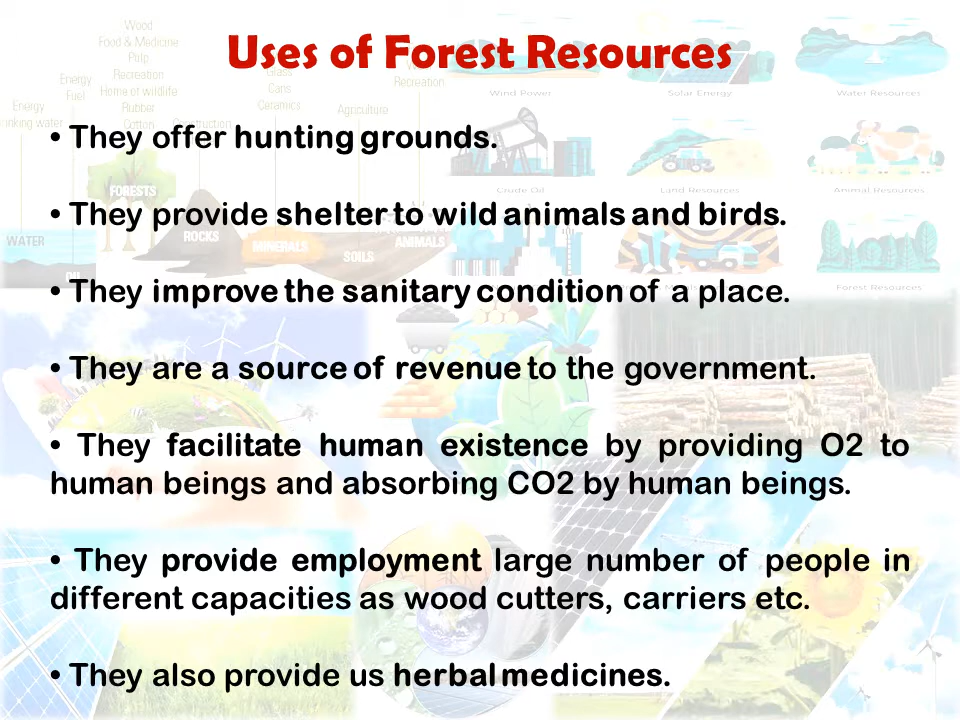 Uses of Forest Resources
Wood
Food & Medicine
Pulp
Recreation
Home of wildlife
Rubber
Cotton
Energy
Fuel
Energy
Glass
Cans
Ceramics
Construction
Agriculture
Recreation
Wind Power
Solar Energy
Water Resources
• They offer hunting grounds.
FORESTS
Crude Oil
Land Resources
Animal Resources
• They provide shelter to wild animals and birds.
WATER
OIL
ROCKS
MINERALS
SOILS
ANIMALS
• They improve the sanitary condition of a place.
Forest Resources
• They are a source of revenue to the government.
• They facilitate human existence by providing O2 to
human beings and absorbing CO2 by human beings.
• They provide employment large number of people in
different capacities as wood cutters, carriers etc.
• They also provide us herbal medicines.